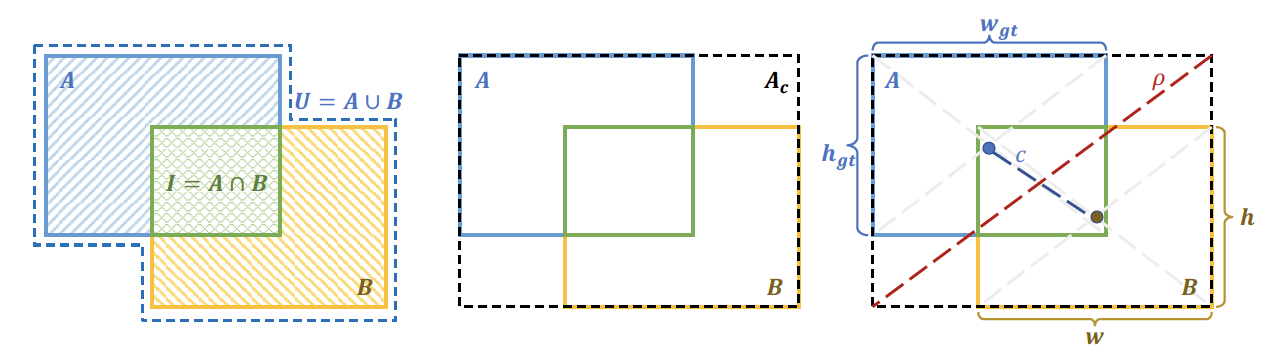 A
U = A ∪ B
I = A ∩ B
B
A
A_c
B
w_gt
A
ρ
h_gt
c
h
B
w